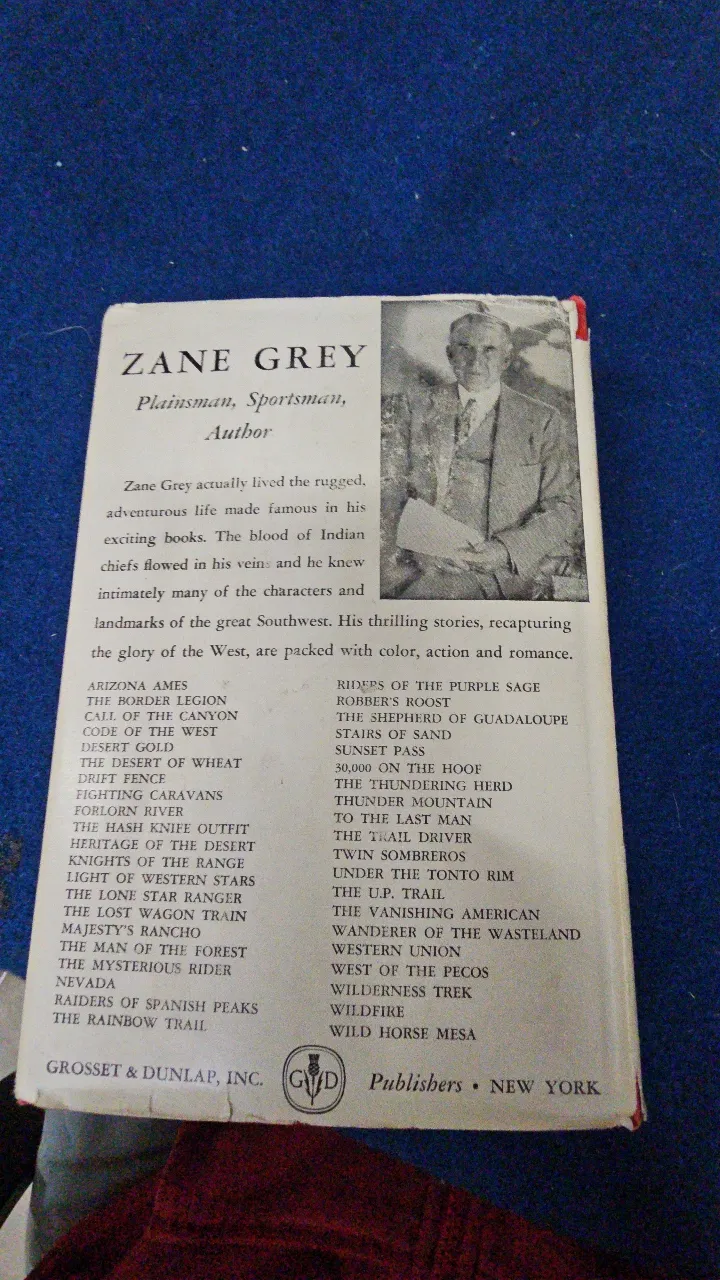 ZANE GREY
Plainsman, Sportsman,
Author
Zane Grey actually lived the rugged,
adventurous life made famous in his
exciting books. The blood of Indian
chiefs flowed in his veins and he knew
intimately many of the characters and
landmarks of the great Southwest. His thrilling stories, recapturing
the glory of the West, are packed with color, action and romance.
ARIZONA AMES
THE BORDER LEGION
CALL OF THE CANYON
CODE OF THE WEST
DESERT GOLD
THE DESERT OF WHEAT
DRIFT FENCE
FIGHTING CARAVANS
FORLORN RIVER
THE HASH KNIFE OUTFIT
HERITAGE OF THE DESERT
KNIGHTS OF THE RANGE
LIGHT OF WESTERN STARS
THE LONE STAR RANGER
THE LOST WAGON TRAIN
MAJESTY'S RANCHO
THE MAN OF THE FOREST
THE MYSTERIOUS RIDER
NEVADA
RAIDERS OF SPANISH PEAKS
THE RAINBOW TRAIL
RIDERS OF THE PURPLE SAGE
ROBBER'S ROOST
THE SHEPHERD OF GUADALOUPE
STAIRS OF SAND
SUNSET PASS
30,000 ON THE HOOF
THE THUNDERING HERD
THUNDER MOUNTAIN
TO THE LAST MAN
THE TRAIL DRIVER
TWIN SOMBREROS
UNDER THE TONTO RIM
THE U.P. TRAIL
THE VANISHING AMERICAN
WANDERER OF THE WASTELAND
WESTERN UNION
WEST OF THE PECOS
WILDERNESS TREK
WILDFIRE
WILD HORSE MESA
GROSSET & DUNLAP, INC. G D Publishers • NEW YORK